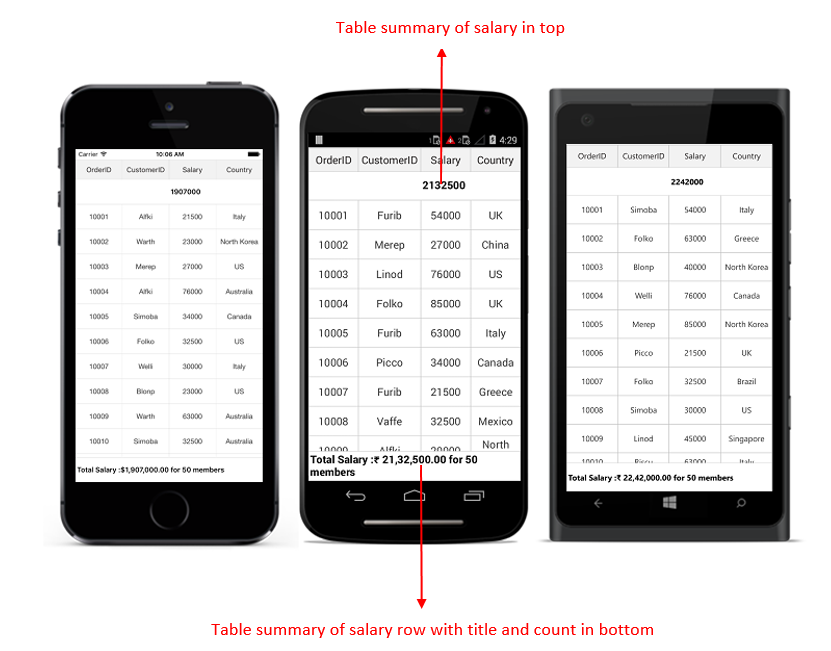 Table summary of salary in top
Carrier 10:06 AM
OrderID CustomerID Salary Country
1907000
10001 Alfki 21500 Italy
10002 Warth 23000 North Korea
10003 Merep 27000 US
10004 Alfki 76000 Australia
10005 Simoba 34000 Canada
10006 Folko 32500 US
10007 Welli 30000 Italy
10008 Blonp 23000 US
10009 Warth 63000 Australia
10010 Simoba 32500 Australia
Total Salary :$1,907,000.00 for 50 members
4:29
OrderID CustomerID Salary Country
2132500
10001 Furib 54000 UK
10002 Merep 27000 China
10003 Linod 76000 US
10004 Folko 85000 UK
10005 Furib 63000 Italy
10006 Picco 34000 Canada
10007 Furib 21500 Greece
10008 Vaffe 32500 Mexico
North
Total Salary :₹ 21,32,500.00 for 50
members
OrderID CustomerID Salary Country
2242000
10001 Simoba 54000 Italy
10002 Folko 63000 Greece
10003 Blonp 40000 North Korea
10004 Welli 76000 Canada
10005 Merep 85000 North Korea
10006 Picco 21500 UK
10007 Folko 32500 Brazil
10008 Simoba 30000 US
10009 Linod 45000 Singapore
Total Salary :₹ 22,42,000.00 for 50 members
Table summary of salary row with title and count in bottom